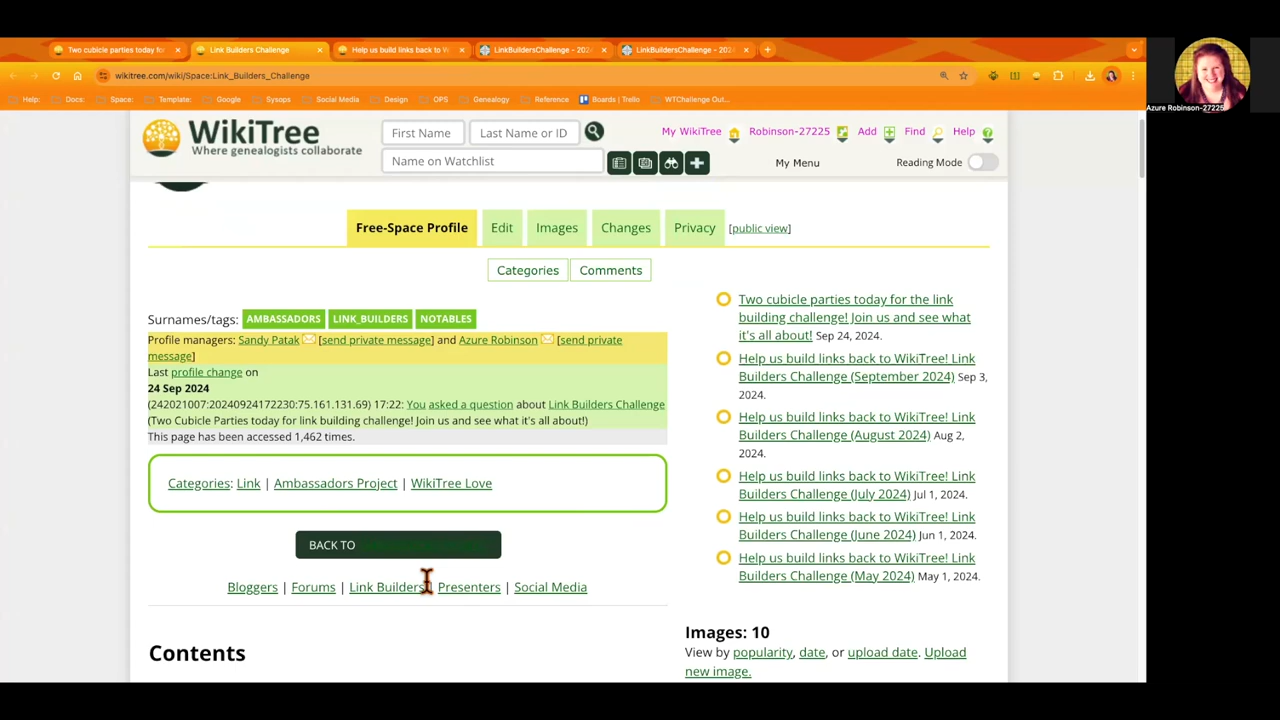 Two cubicle parties today for
Link Builders Challenge
Help us build links back to W
LinkBuildersChallenge - 202
LinkBuildersChallenge - 202
wikitree.com/wiki/Space:Link_Builders_Challenge
Help: Doc: Space: Template: Google Sysops Social Media Design OPS Genealogy Reference Boards | Trello WTChallenge Out...
Azure Robinson-27225
WikiTree
Where genealogists collaborate
First Name Last Name or ID
Name on Watchlist
My WikiTree Robinson-27225 Add Find Help
My Menu Reading Mode
Free-Space Profile Edit Images Changes Privacy [public view]
Categories Comments
Surnames/tags: AMBASSADORS LINK_BUILDERS NOTABLES
Profile managers: Sandy Patak [send private message] and Azure Robinson [send private
message]
Last profile change on
24 Sep 2024
(242021007:20240924172230:75.161.131.69) 17:22: You asked a question about Link Builders Challenge
(Two Cubicle Parties today for link building challenge! Join us and see what it's all about!)
This page has been accessed 1,462 times.
Categories: Link | Ambassadors Project | WikiTree Love
BACK TO
Bloggers | Forums | Link Builders | Presenters | Social Media
Contents
Two cubicle parties today for the link
building challenge! Join us and see what
it's all about! Sep 24, 2024.
Help us build links back to WikiTree! Link
Builders Challenge (September 2024) Sep 3,
2024.
Help us build links back to WikiTree! Link
Builders Challenge (August 2024) Aug 2,
2024.
Help us build links back to WikiTree! Link
Builders Challenge (July 2024) Jul 1, 2024.
Help us build links back to WikiTree! Link
Builders Challenge (June 2024) Jun 1, 2024.
Help us build links back to WikiTree! Link
Builders Challenge (May 2024) May 1, 2024.
Images: 10
View by popularity, date, or upload date. Upload
new image.